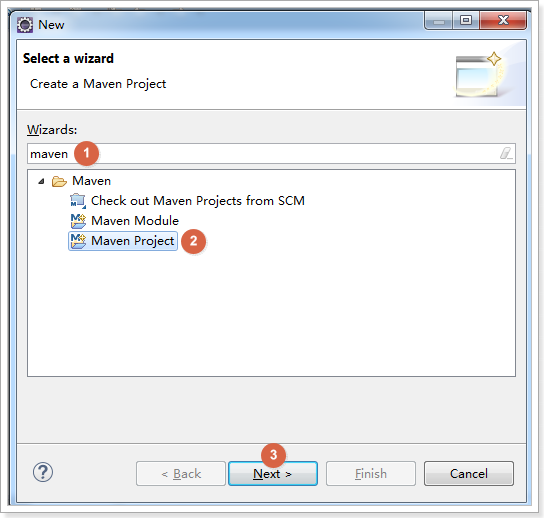 New
Select a wizard
Create a Maven Project
Wizards:
maven 1
Maven
Check out Maven Projects from SCM
Maven Module
Maven Project 2
3
? < Back Next > Finish Cancel